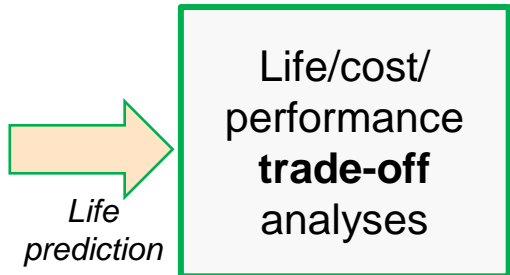 Life/cost/
performance
trade-off
analyses
Life
prediction